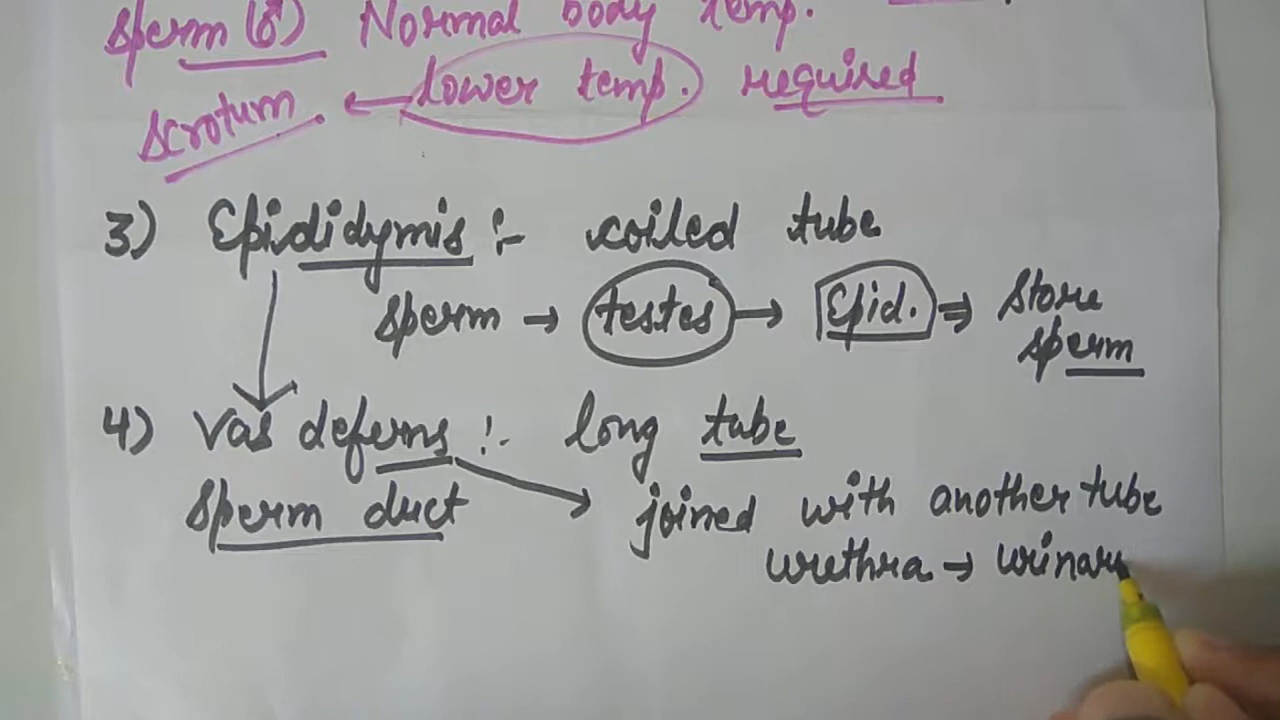 sperm (♂) Normal body temp.
scrotum ← lower temp. required
3) Epididymis :- coiled tube
sperm → testes → Epid. ⇒ store
sperm
4) Vas deferns :- long tube
sperm duct
joined with another tube
urethra → urinary